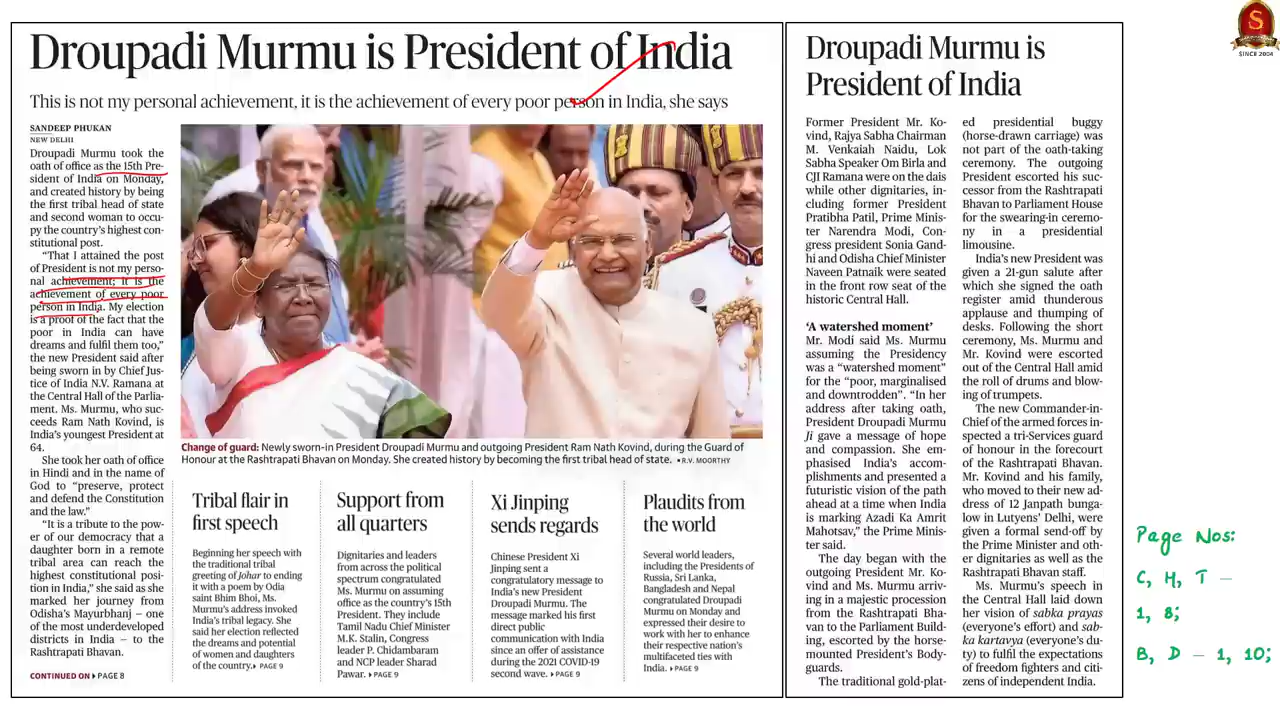 Droupadi Murmu is President of India
This is not my personal achievement, it is the achievement of every poor person in India, she says
SANDEEP PHUKAN
NEW DELHI
Droupadi Murmu took the
oath of office as the 15th Pre-
sident of India on Monday,
and created history by being
the first tribal head of state
and second woman to occu-
py the country's highest con-
stitutional post.
"That I attained the post
of President is not my perso-
nal achievement; it is the
achievement of every poor
person in India. My election
is a proof of the fact that the
poor in India can have
dreams and fulfil them too,"
the new President said after
being sworn in by Chief Jus-
tice of India N.V. Ramana at
the Central Hall of the Parlia-
ment. Ms. Murmu, who suc-
ceeds Ram Nath Kovind, is
India's youngest President at
64.
She took her oath of office
in Hindi and in the name of
God to "preserve, protect
and defend the Constitution
and the law."
"It is a tribute to the pow-
er of our democracy that a
daughter born in a remote
tribal area can reach the
highest constitutional posi-
tion in India," she said as she
marked her journey from
Odisha's Mayurbhanj – one
of the most underdeveloped
districts in India – to the
Rashtrapati Bhavan.
CONTINUED ON PAGE 8
Change of guard: Newly sworn-in President Droupadi Murmu and outgoing President Ram Nath Kovind, during the Guard of
Honour at the Rashtrapati Bhavan on Monday. She created history by becoming the first tribal head of state. • R.V. MOORTHY
Tribal flair in
first speech
Beginning her speech with
the traditional tribal
greeting of Johar to ending
it with a poem by Odia
saint Bhim Bhoi, Ms.
Murmu's address invoked
India's tribal legacy. She
said her election reflected
the dreams and potential
of women and daughters
of the country. PAGE 9
Support from
all quarters
Dignitaries and leaders
from across the political
spectrum congratulated
Ms. Murmu on assuming
office as the country's 15th
President. They include
Tamil Nadu Chief Minister
M.K. Stalin, Congress
leader P. Chidambaram
and NCP leader Sharad
Pawar. PAGE 9
Xi Jinping
sends regards
Chinese President Xi
Jinping sent a
congratulatory message to
India's new President
Droupadi Murmu. The
message marked his first
direct public
communication with India
since an offer of assistance
during the 2021 COVID-19
second wave. PAGE 9
Plaudits from
the world
Several world leaders,
including the Presidents of
Russia, Sri Lanka,
Bangladesh and Nepal
congratulated Droupadi
Murmu on Monday and
expressed their desire to
work with her to enhance
their respective nation's
multifaceted ties with
India. PAGE 9
Droupadi Murmu is
President of India
Former President Mr. Ko-
vind, Rajya Sabha Chairman
M. Venkaiah Naidu, Lok
Sabha Speaker Om Birla and
CJI Ramana were on the dais
while other dignitaries, in-
cluding former President
Pratibha Patil, Prime Minis-
ter Narendra Modi, Con-
gress president Sonia Gand-
hi and Odisha Chief Minister
Naveen Patnaik were seated
in the front row seat of the
historic Central Hall.
'A watershed moment'
Mr. Modi said Ms. Murmu
assuming the Presidency
was a "watershed moment"
for the "poor, marginalised
and downtrodden". "In her
address after taking oath,
President Droupadi Murmu
Ji gave a message of hope
and compassion. She em-
phasised India's accom-
plishments and presented a
futuristic vision of the path
ahead at a time when India
is marking Azadi Ka Amrit
Mahotsav," the Prime Minis-
ter said.
The day began with the
outgoing President Mr. Ko-
vind and Ms. Murmu arriv-
ing in a majestic procession
from the Rashtrapati Bha-
van to the Parliament Build-
ing, escorted by the horse-
mounted President's Body-
guards.
The traditional gold-plat-
ed presidential buggy
(horse-drawn carriage) was
not part of the oath-taking
ceremony. The outgoing
President escorted his suc-
cessor from the Rashtrapati
Bhavan to Parliament House
for the swearing-in ceremo-
ny in a presidential
limousine.
India's new President was
given a 21-gun salute after
which she signed the oath
register amid thunderous
applause and thumping of
desks. Following the short
ceremony, Ms. Murmu and
Mr. Kovind were escorted
out of the Central Hall amid
the roll of drums and blow-
ing of trumpets.
The new Commander-in-
Chief of the armed forces in-
spected a tri-Services guard
of honour in the forecourt
of the Rashtrapati Bhavan.
Mr. Kovind and his family,
who moved to their new ad-
dress of 12 Janpath bunga-
low in Lutyens' Delhi, were
given a formal send-off by
the Prime Minister and oth-
er dignitaries as well as the
Rashtrapati Bhavan staff.
Ms. Murmu's speech in
the Central Hall laid down
her vision of sabka prayas
(everyone's effort) and sab-
ka kartavya (everyone's du-
ty) to fulfil the expectations
of freedom fighters and citi-
zens of independent India.
S
SINCE 2004
Page Nos:
C, H, T –
1, 8;
B, D – 1, 10;